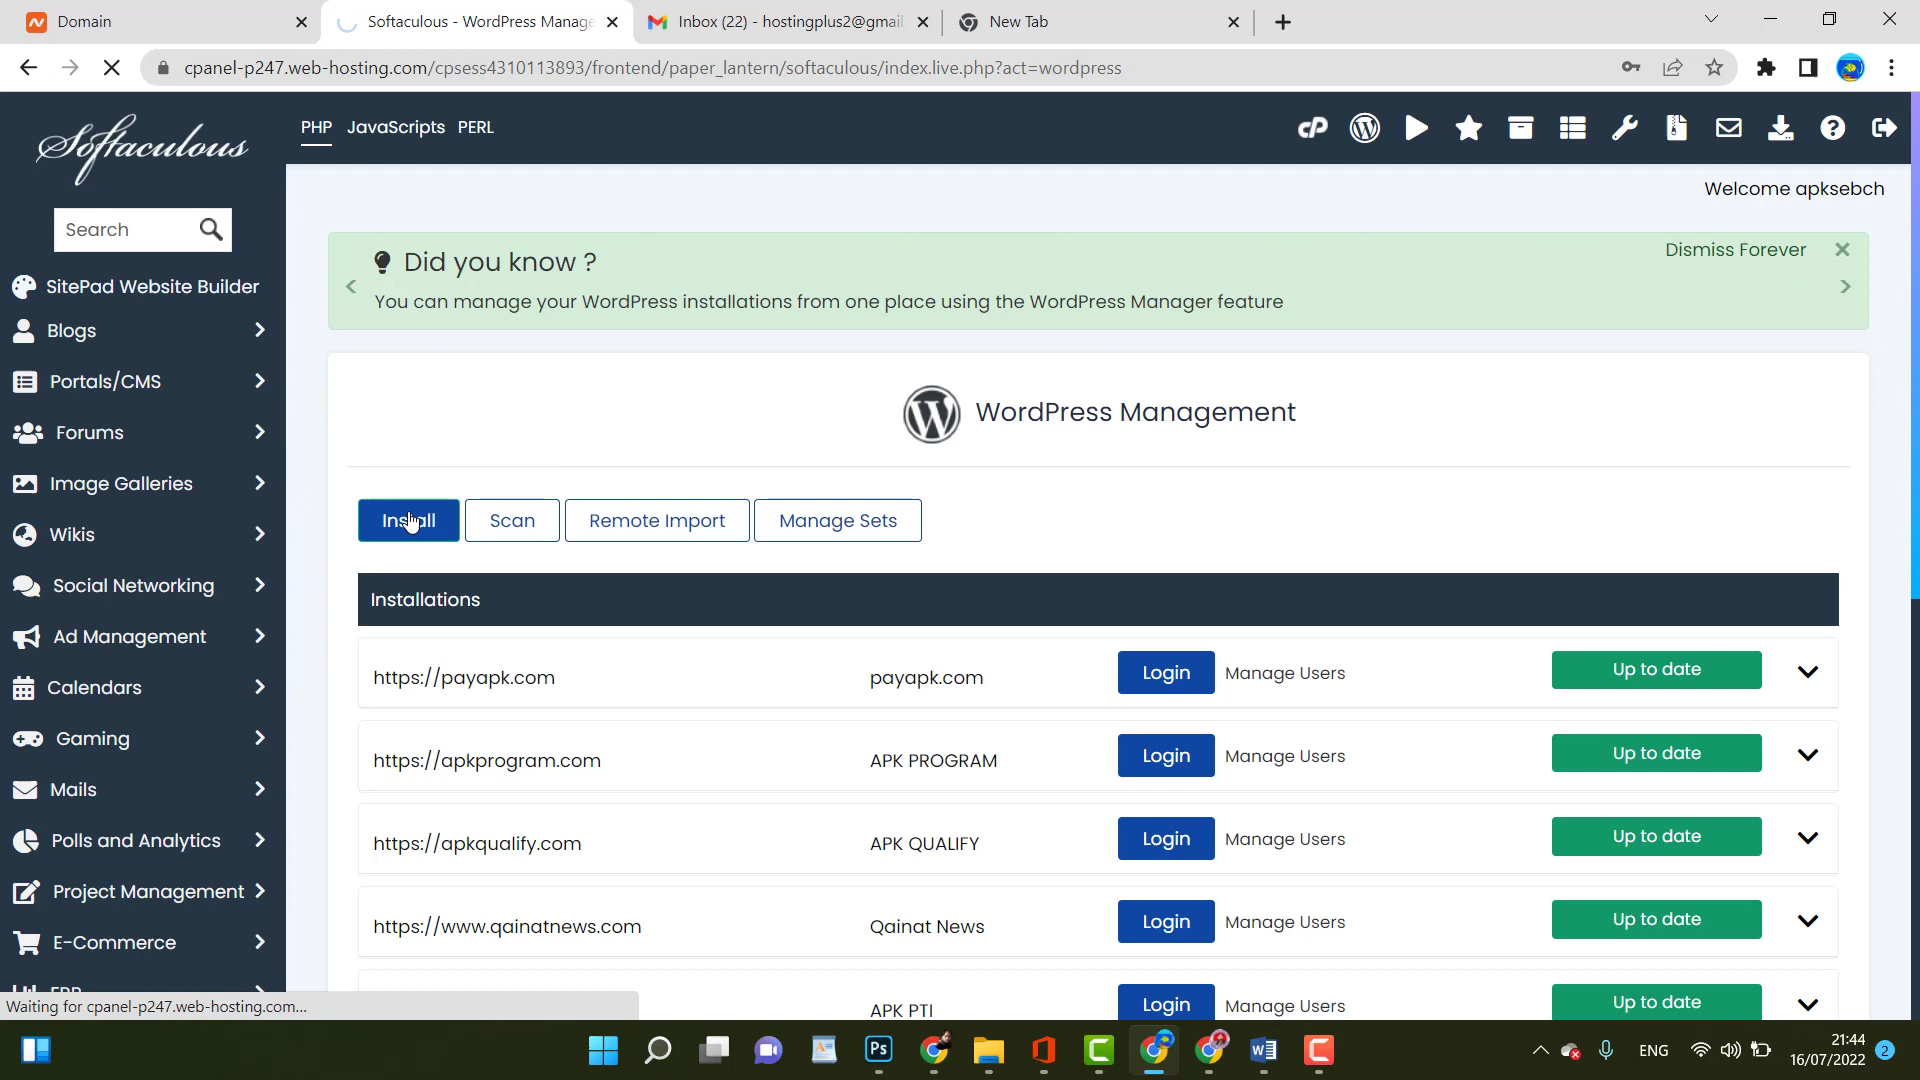 Domain
Softaculous - WordPress Manage
Inbox (22) - hostingplus2@gmail.
New Tab
cpanel-p247.web-hosting.com/cpsess4310113893/frontend/paper_lantern/softaculous/index.live.php?act=wordpress
Softaculous
PHP JavaScripts PERL
Welcome apksebch
Search
SitePad Website Builder
Blogs
Portals/CMS
Forums
Image Galleries
Wikis
Social Networking
Ad Management
Calendars
Gaming
Mails
Polls and Analytics
Project Management
E-Commerce
Did you know ?
Dismiss Forever
You can manage your WordPress installations from one place using the WordPress Manager feature
WordPress Management
Install Scan Remote Import Manage Sets
Installations
https://payapk.com payapk.com Login Manage Users Up to date
https://apkprogram.com APK PROGRAM Login Manage Users Up to date
https://apkqualify.com APK QUALIFY Login Manage Users Up to date
https://www.qainatnews.com Qainat News Login Manage Users Up to date
APK PTI Login Manage Users Up to date
Waiting for cpanel-p247.web-hosting.com...
Ps
ENG
21:44
16/07/2022
2